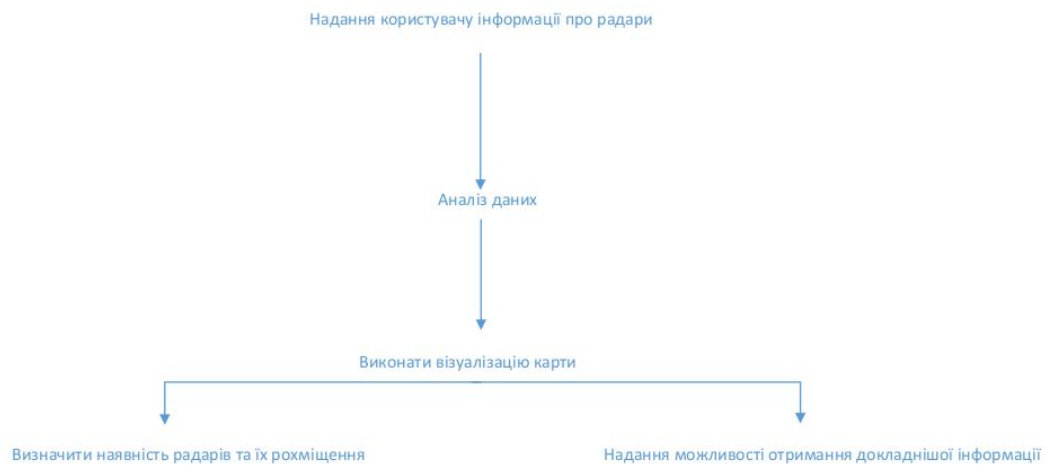 Надання користувачу інформації про радари
Аналіз даних
Виконати візуалізацію карти
Визначити наявність радарів та їх рохміщення
Надання можливості отримання докладнішої інформації